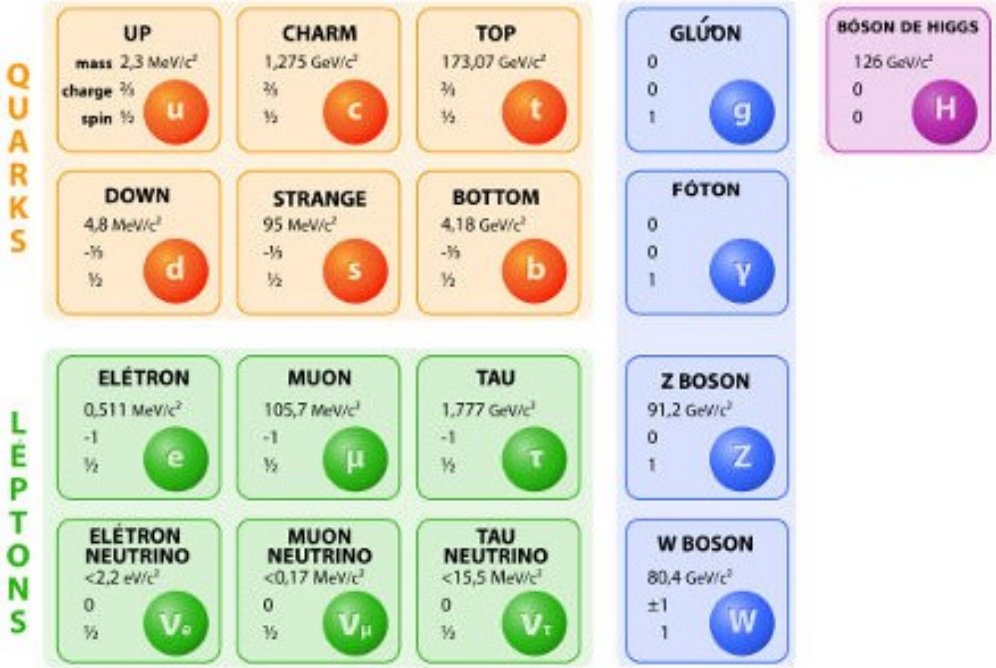 QUARKS
UP
mass 2,3 MeV/c²
charge ⅔
spin ½
u
CHARM
1,275 GeV/c²
⅔
½
c
TOP
173,07 GeV/c²
⅔
½
t
GLÚON
0
0
1
g
BÓSON DE HIGGS
126 GeV/c²
0
0
H
DOWN
4,8 MeV/c²
-⅓
½
d
STRANGE
95 MeV/c²
-⅓
½
s
BOTTOM
4,18 GeV/c²
-⅓
½
b
FÓTON
0
0
1
γ
LÉPTONS
ELÉTRON
0,511 MeV/c²
-1
½
e
MUON
105,7 MeV/c²
-1
½
μ
TAU
1,777 GeV/c²
-1
½
τ
Z BOSON
91,2 GeV/c²
0
1
Z
ELÉTRON
NEUTRINO
<2,2 eV/c²
0
½
νe
MUON
NEUTRINO
<0,17 MeV/c²
0
½
νμ
TAU
NEUTRINO
<15,5 MeV/c²
0
½
ντ
W BOSON
80,4 GeV/c²
±1
1
W